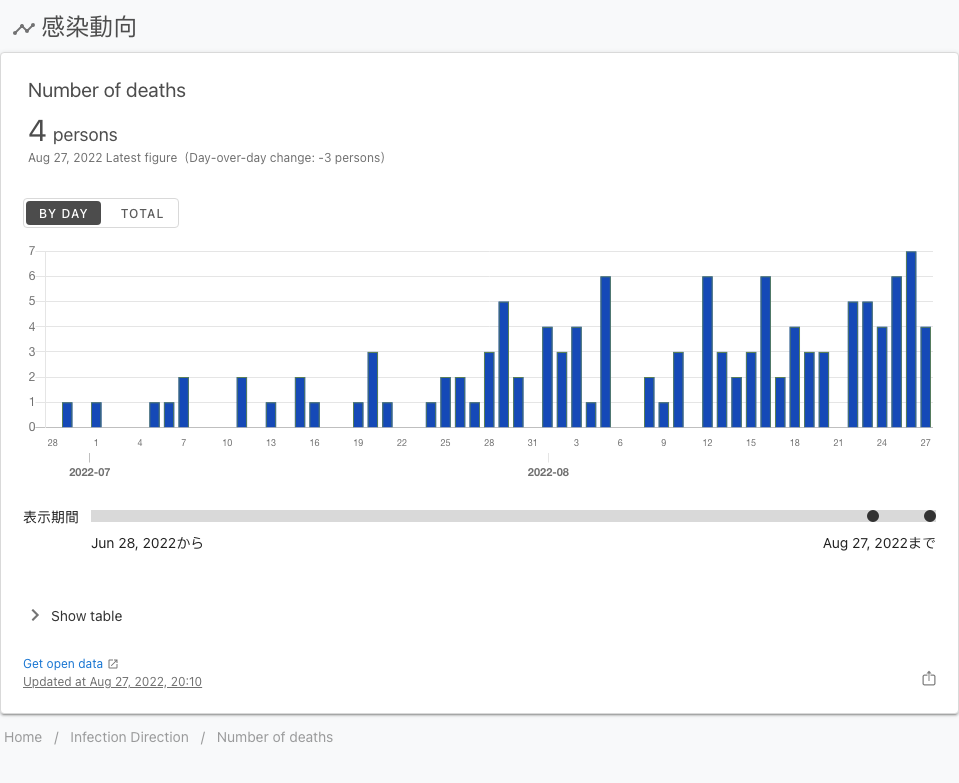 感染動向
Number of deaths
4 persons
Aug 27, 2022 Latest figure (Day-over-day change: -3 persons)
BY DAY TOTAL
7
6
5
4
3
2
1
0
28 1 4 7 10 13 16 19 22 25 28 31 3 6 9 12 15 18 21 24 27
2022-07 2022-08
表示期間
Jun 28, 2022から Aug 27, 2022まで
Show table
Get open data
Updated at Aug 27, 2022, 20:10
Home / Infection Direction / Number of deaths